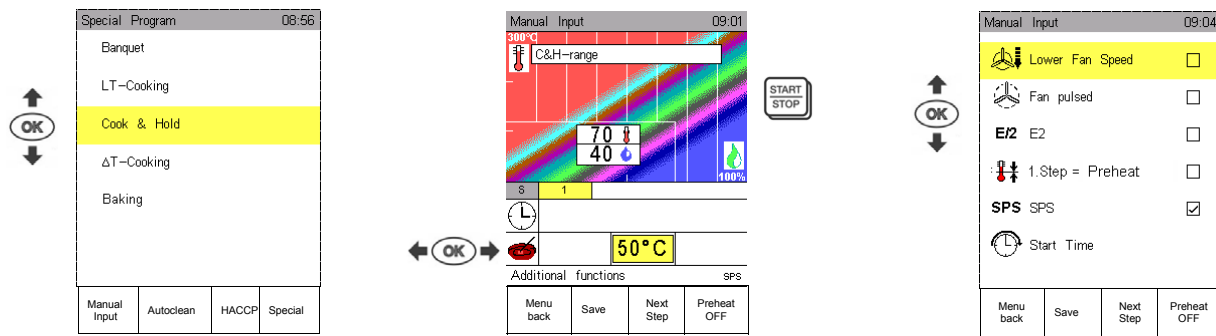 Special Program 08:56
Banquet
LT-Cooking
Cook & Hold
ΔT-Cooking
Baking
Manual Input Autoclean HACCP Special
OK
Manual Input 09:01
300°C
C&H-range
70
40
100%
S 1
50°C
Additional functions SPS
Menu back Save Next Step Preheat OFF
OK
START STOP
Manual Input 09:04
Lower Fan Speed
Fan pulsed
E/2 E2
1.Step = Preheat
SPS SPS
Start Time
Menu back Save Next Step Preheat OFF
OK